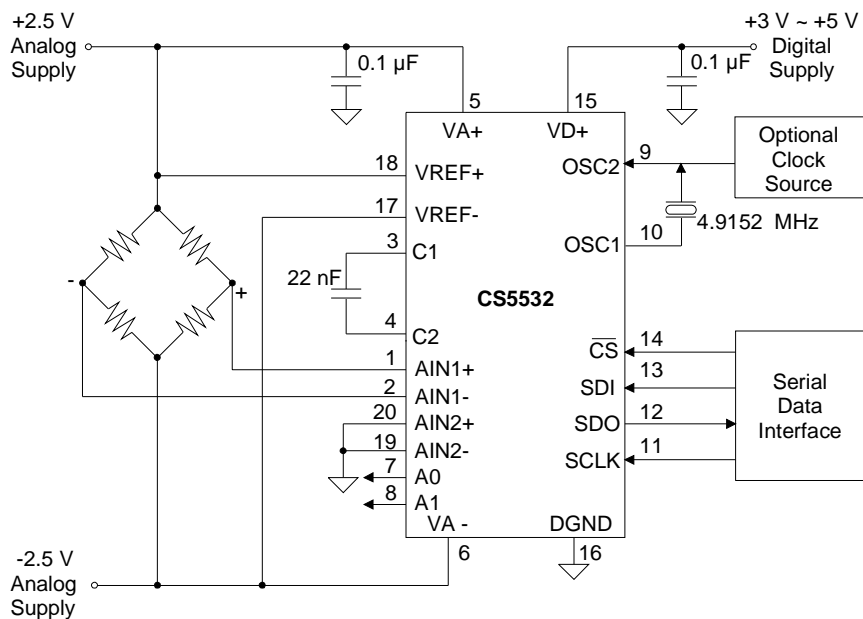 +2.5 V
Analog
Supply
+3 V ~ +5 V
Digital
Supply
0.1 µF
0.1 µF
5
15
VA+
VD+
18
VREF+
17
VREF-
3
C1
22 nF
4
C2
1
AIN1+
2
AIN1-
20
AIN2+
19
AIN2-
7
A0
8
A1
VA -
6
-
+
CS5532
OSC2
9
Optional
Clock
Source
4.9152 MHz
OSC1
10
CS
14
SDI
13
SDO
12
SCLK
11
Serial
Data
Interface
DGND
16
-2.5 V
Analog
Supply